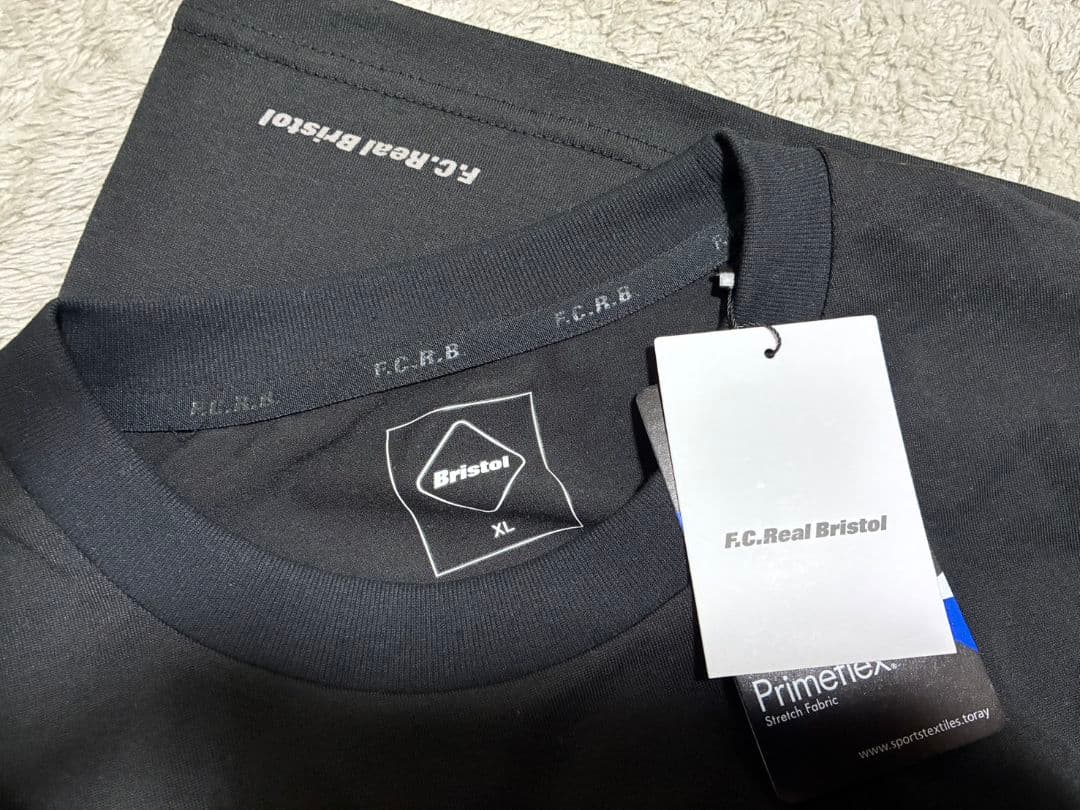 F.C.Real Bristol
F.C.R.B.
F.C.R.B.
F.C.R.B
F.
Bristol
XL
F.C.Real Bristol
Primeflex®
Stretch Fabric
www.sportstextiles.toray